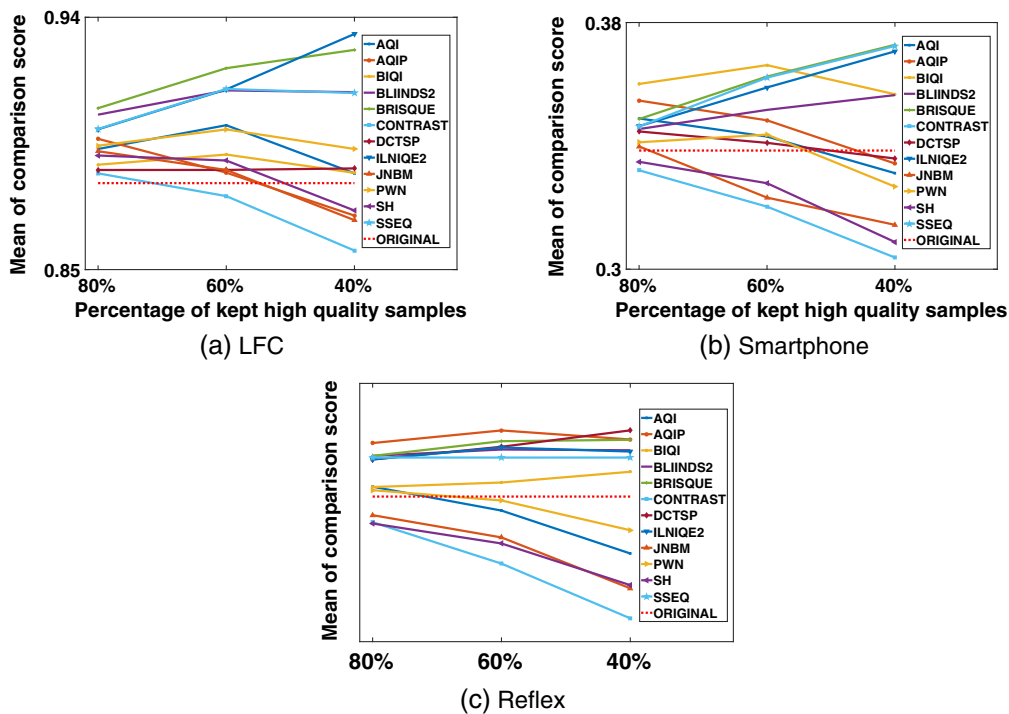 0.94
Mean of comparison score
AQI
AQIP
BIQI
BLIINDS2
BRISQUE
CONTRAST
DCTSP
ILNIQE2
JNBM
PWN
SH
SSEQ
ORIGINAL
0.85
80% 60% 40%
Percentage of kept high quality samples
(a) LFC
0.38
Mean of comparison score
AQI
AQIP
BIQI
BLIINDS2
BRISQUE
CONTRAST
DCTSP
ILNIQE2
JNBM
PWN
SH
SSEQ
ORIGINAL
0.3
80% 60% 40%
Percentage of kept high quality samples
(b) Smartphone
Mean of comparison score
AQI
AQIP
BIQI
BLIINDS2
BRISQUE
CONTRAST
DCTSP
ILNIQE2
JNBM
PWN
SH
SSEQ
ORIGINAL
80% 60% 40%
(c) Reflex